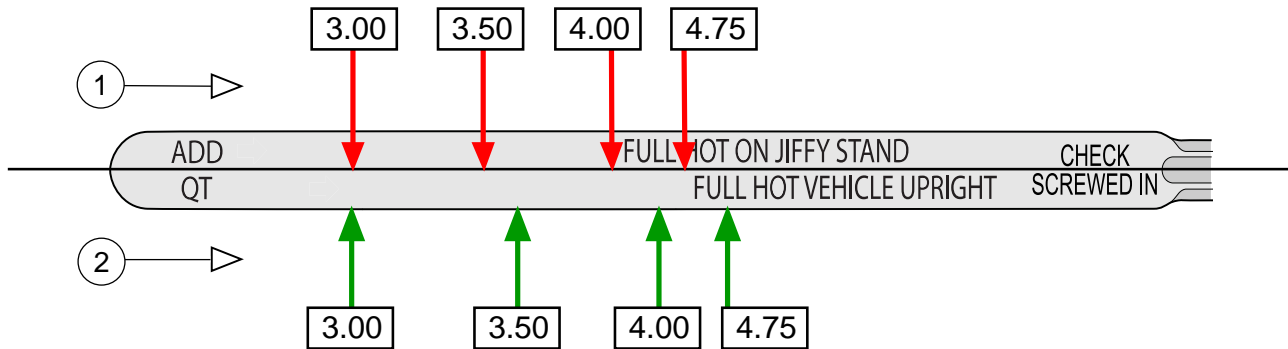 3.00 3.50 4.00 4.75
1
ADD FULL HOT ON JIFFY STAND CHECK
QT FULL HOT VEHICLE UPRIGHT SCREWED IN
2
3.00 3.50 4.00 4.75